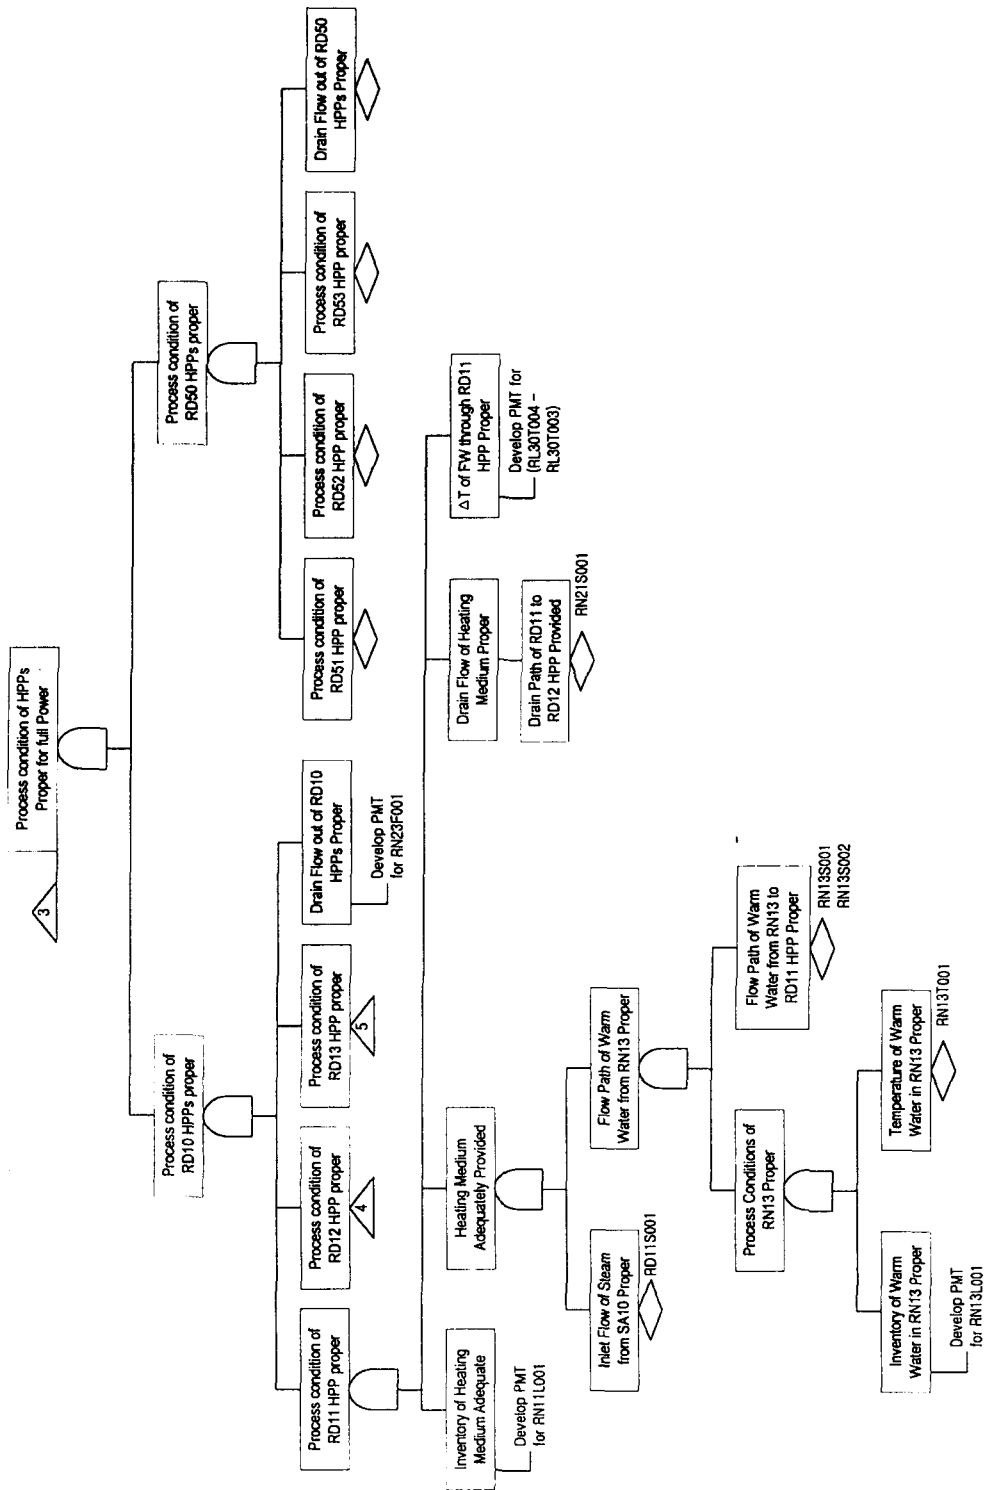 Process condition of HPPs
Proper for full Power
3
Process condition of
RD10 HPPs proper
Process condition of
RD50 HPPs proper
Process condition of
RD11 HPP proper
Process condition of
RD12 HPP proper
4
Process condition of
RD13 HPP proper
5
Drain Flow out of RD10
HPPs Proper
Develop PMT
for RN23F001
Process condition of
RD51 HPP proper
Process condition of
RD52 HPP proper
Process condition of
RD53 HPP proper
Drain Flow out of RD50
HPPs Proper
Inventory of Heating
Medium Adequate
Develop PMT
for RN11L001
Heating Medium
Adequately Provided
Drain Flow of Heating
Medium Proper
Drain Path of RD11 to
RD12 HPP Provided
RN21S001
ΔT of FW through RD11
HPP Proper
Develop PMT for
(RL30T004 –
RL30T003)
Inlet Flow of Steam
from SA10 Proper
RD11S001
Flow Path of Warm
Water from RN13 Proper
Process Conditions of
RN13 Proper
Flow Path of Warm
Water from RN13 to
RD11 HPP Proper
RN13S001
RN13S002
Inventory of Warm
Water in RN13 Proper
Develop PMT
for RN13L001
Temperature of Warm
Water in RN13 Proper
RN13T001